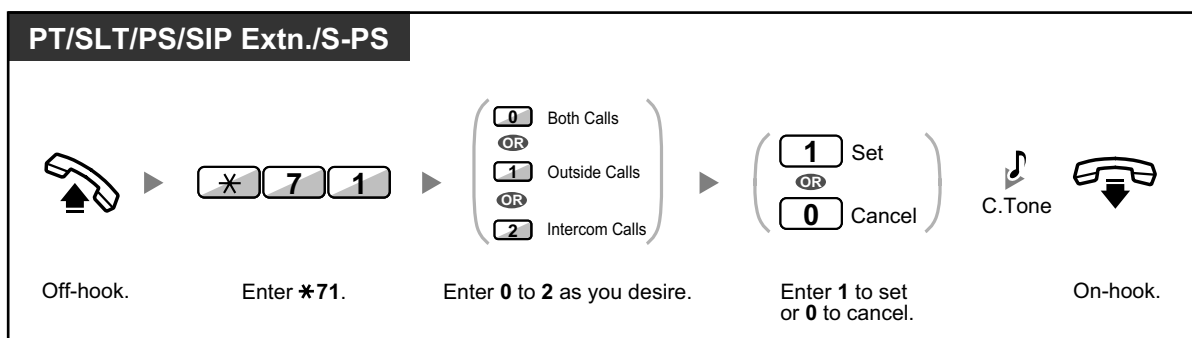 PT/SLT/PS/SIP Extn./S-PS
0 Both Calls
OR
1 Outside Calls
OR
2 Intercom Calls
* 7 1
1 Set
OR
0 Cancel
C.Tone
Off-hook.
Enter *71.
Enter 0 to 2 as you desire.
Enter 1 to set
or 0 to cancel.
On-hook.